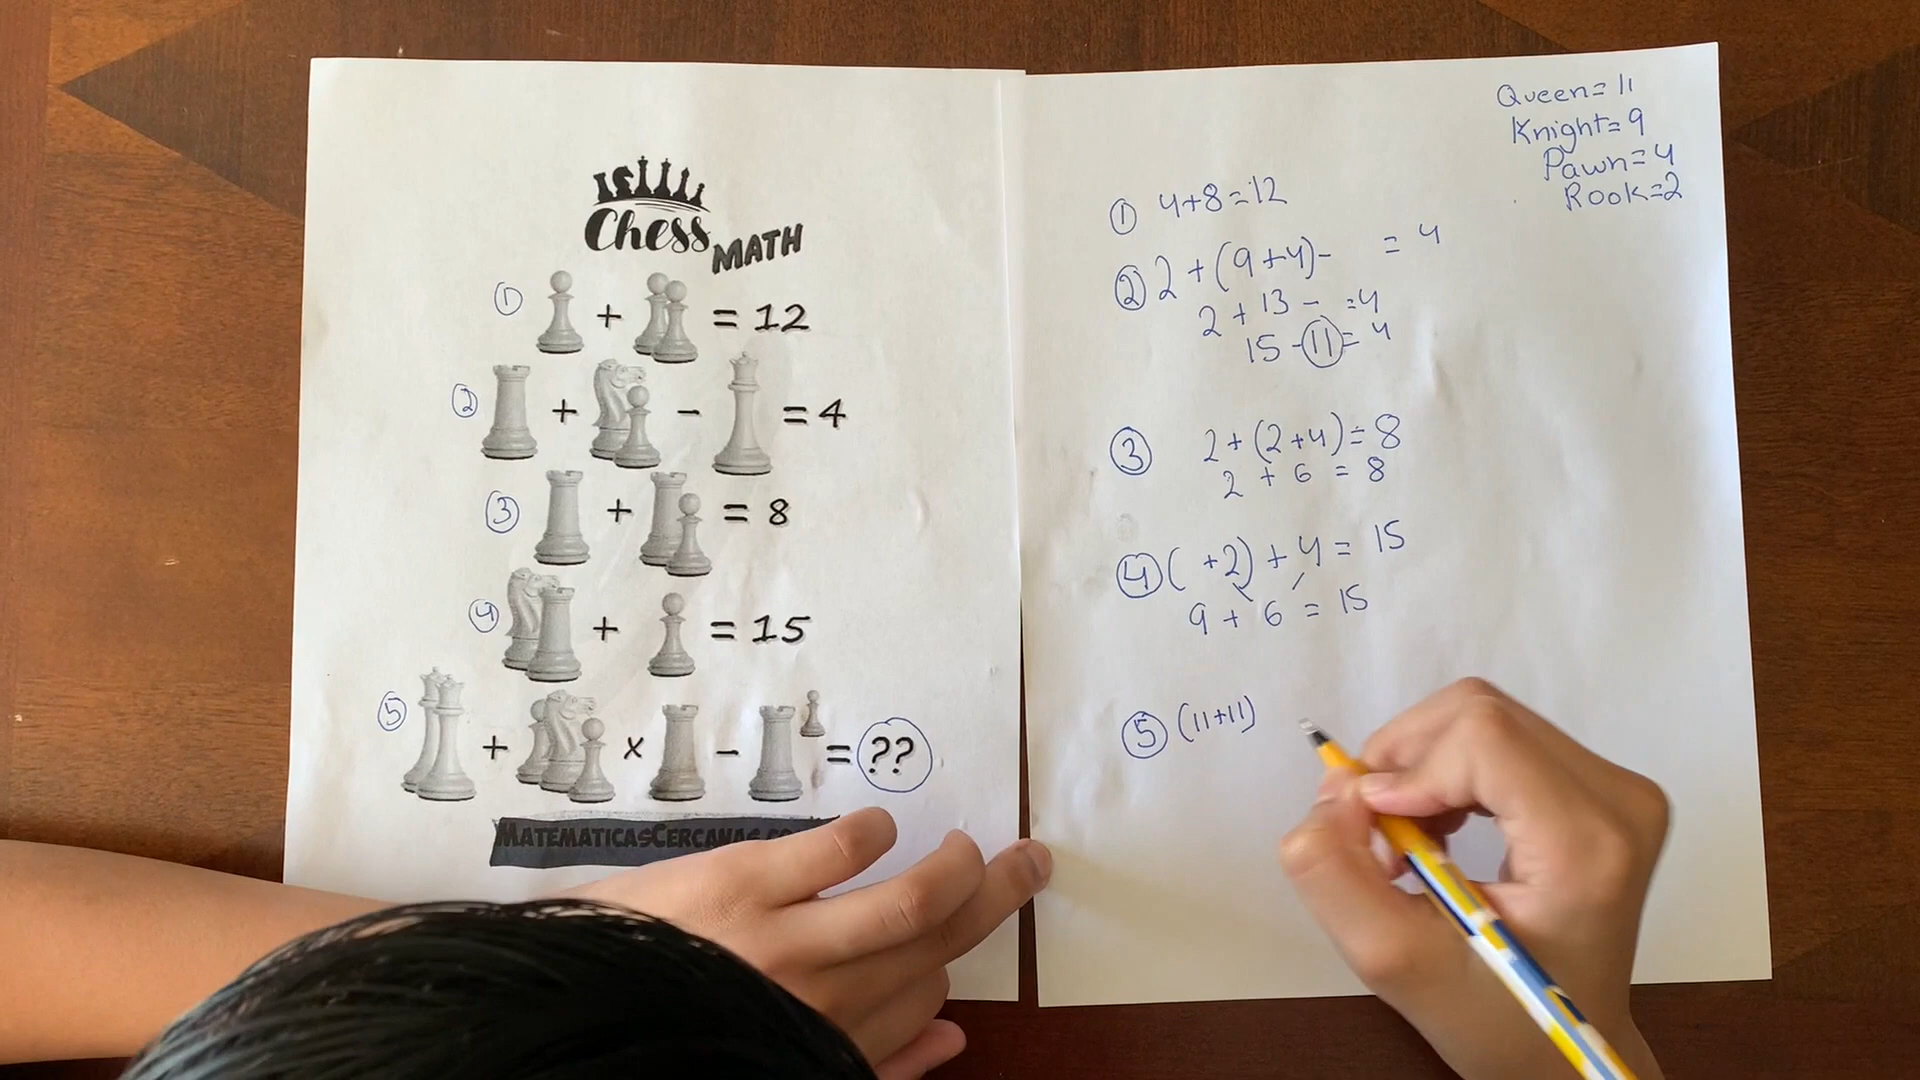 Chess
MATH
① + = 12
② + - = 4
③ + = 8
④ + = 15
⑤ + x - = ??
MATEMATICASCERCANAS
Queen = 11
Knight = 9
Pawn = 4
Rook = 2
① 4+8=12
② 2 + (9+4)- = 4
2 + 13 - = 4
15 - 11 = 4
③ 2 + (2+4) = 8
2 + 6 = 8
④ ( +2) + 4 = 15
9 + 6 = 15
⑤ (11+11)